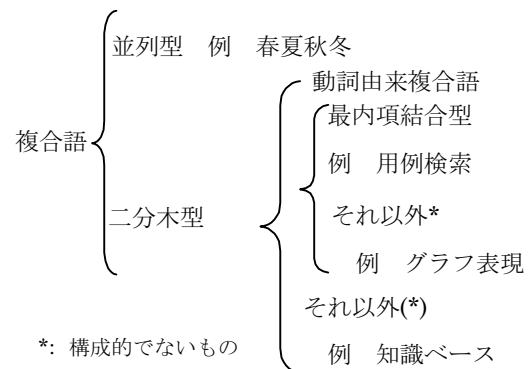 並列型 例 春夏秋冬
動詞由来複合語
最内項結合型
複合語
例 用例検索
二分木型
それ以外*
例 グラフ表現
それ以外(*)
*: 構成的でないもの
例 知識ベース